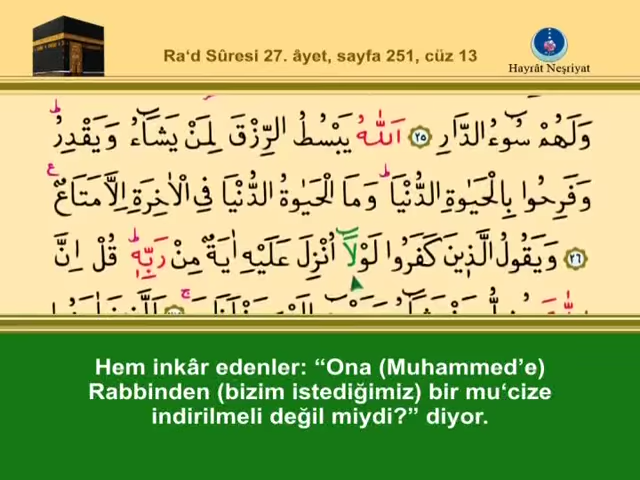 Ra‘d Sûresi 27. âyet, sayfa 251, cüz 13
Hayrât Neşriyat
وَلَهُمْ سُٓوءُ الدَّارِ ﴿٢٥﴾ اَللّٰهُ يَبْسُطُ الرِّزْقَ لِمَنْ يَشَٓاءُ وَيَقْدِرُۜ
وَفَرِحُوا بِالْحَيٰوةِ الدُّنْيَاۜ وَمَا الْحَيٰوةُ الدُّنْيَا فِي الْاٰخِرَةِ اِلَّا مَتَاعٌ۟
﴿٢٦﴾ وَيَقُولُ الَّذ۪ينَ كَفَرُوا لَوْلَٓا اُنْزِلَ عَلَيْهِ اٰيَةٌ مِنْ رَبِّه۪ۜ قُلْ اِنَّ
Hem inkâr edenler: “Ona (Muhammed’e)
Rabbinden (bizim istediğimiz) bir mu‘cize
indirilmeli değil miydi?” diyor.